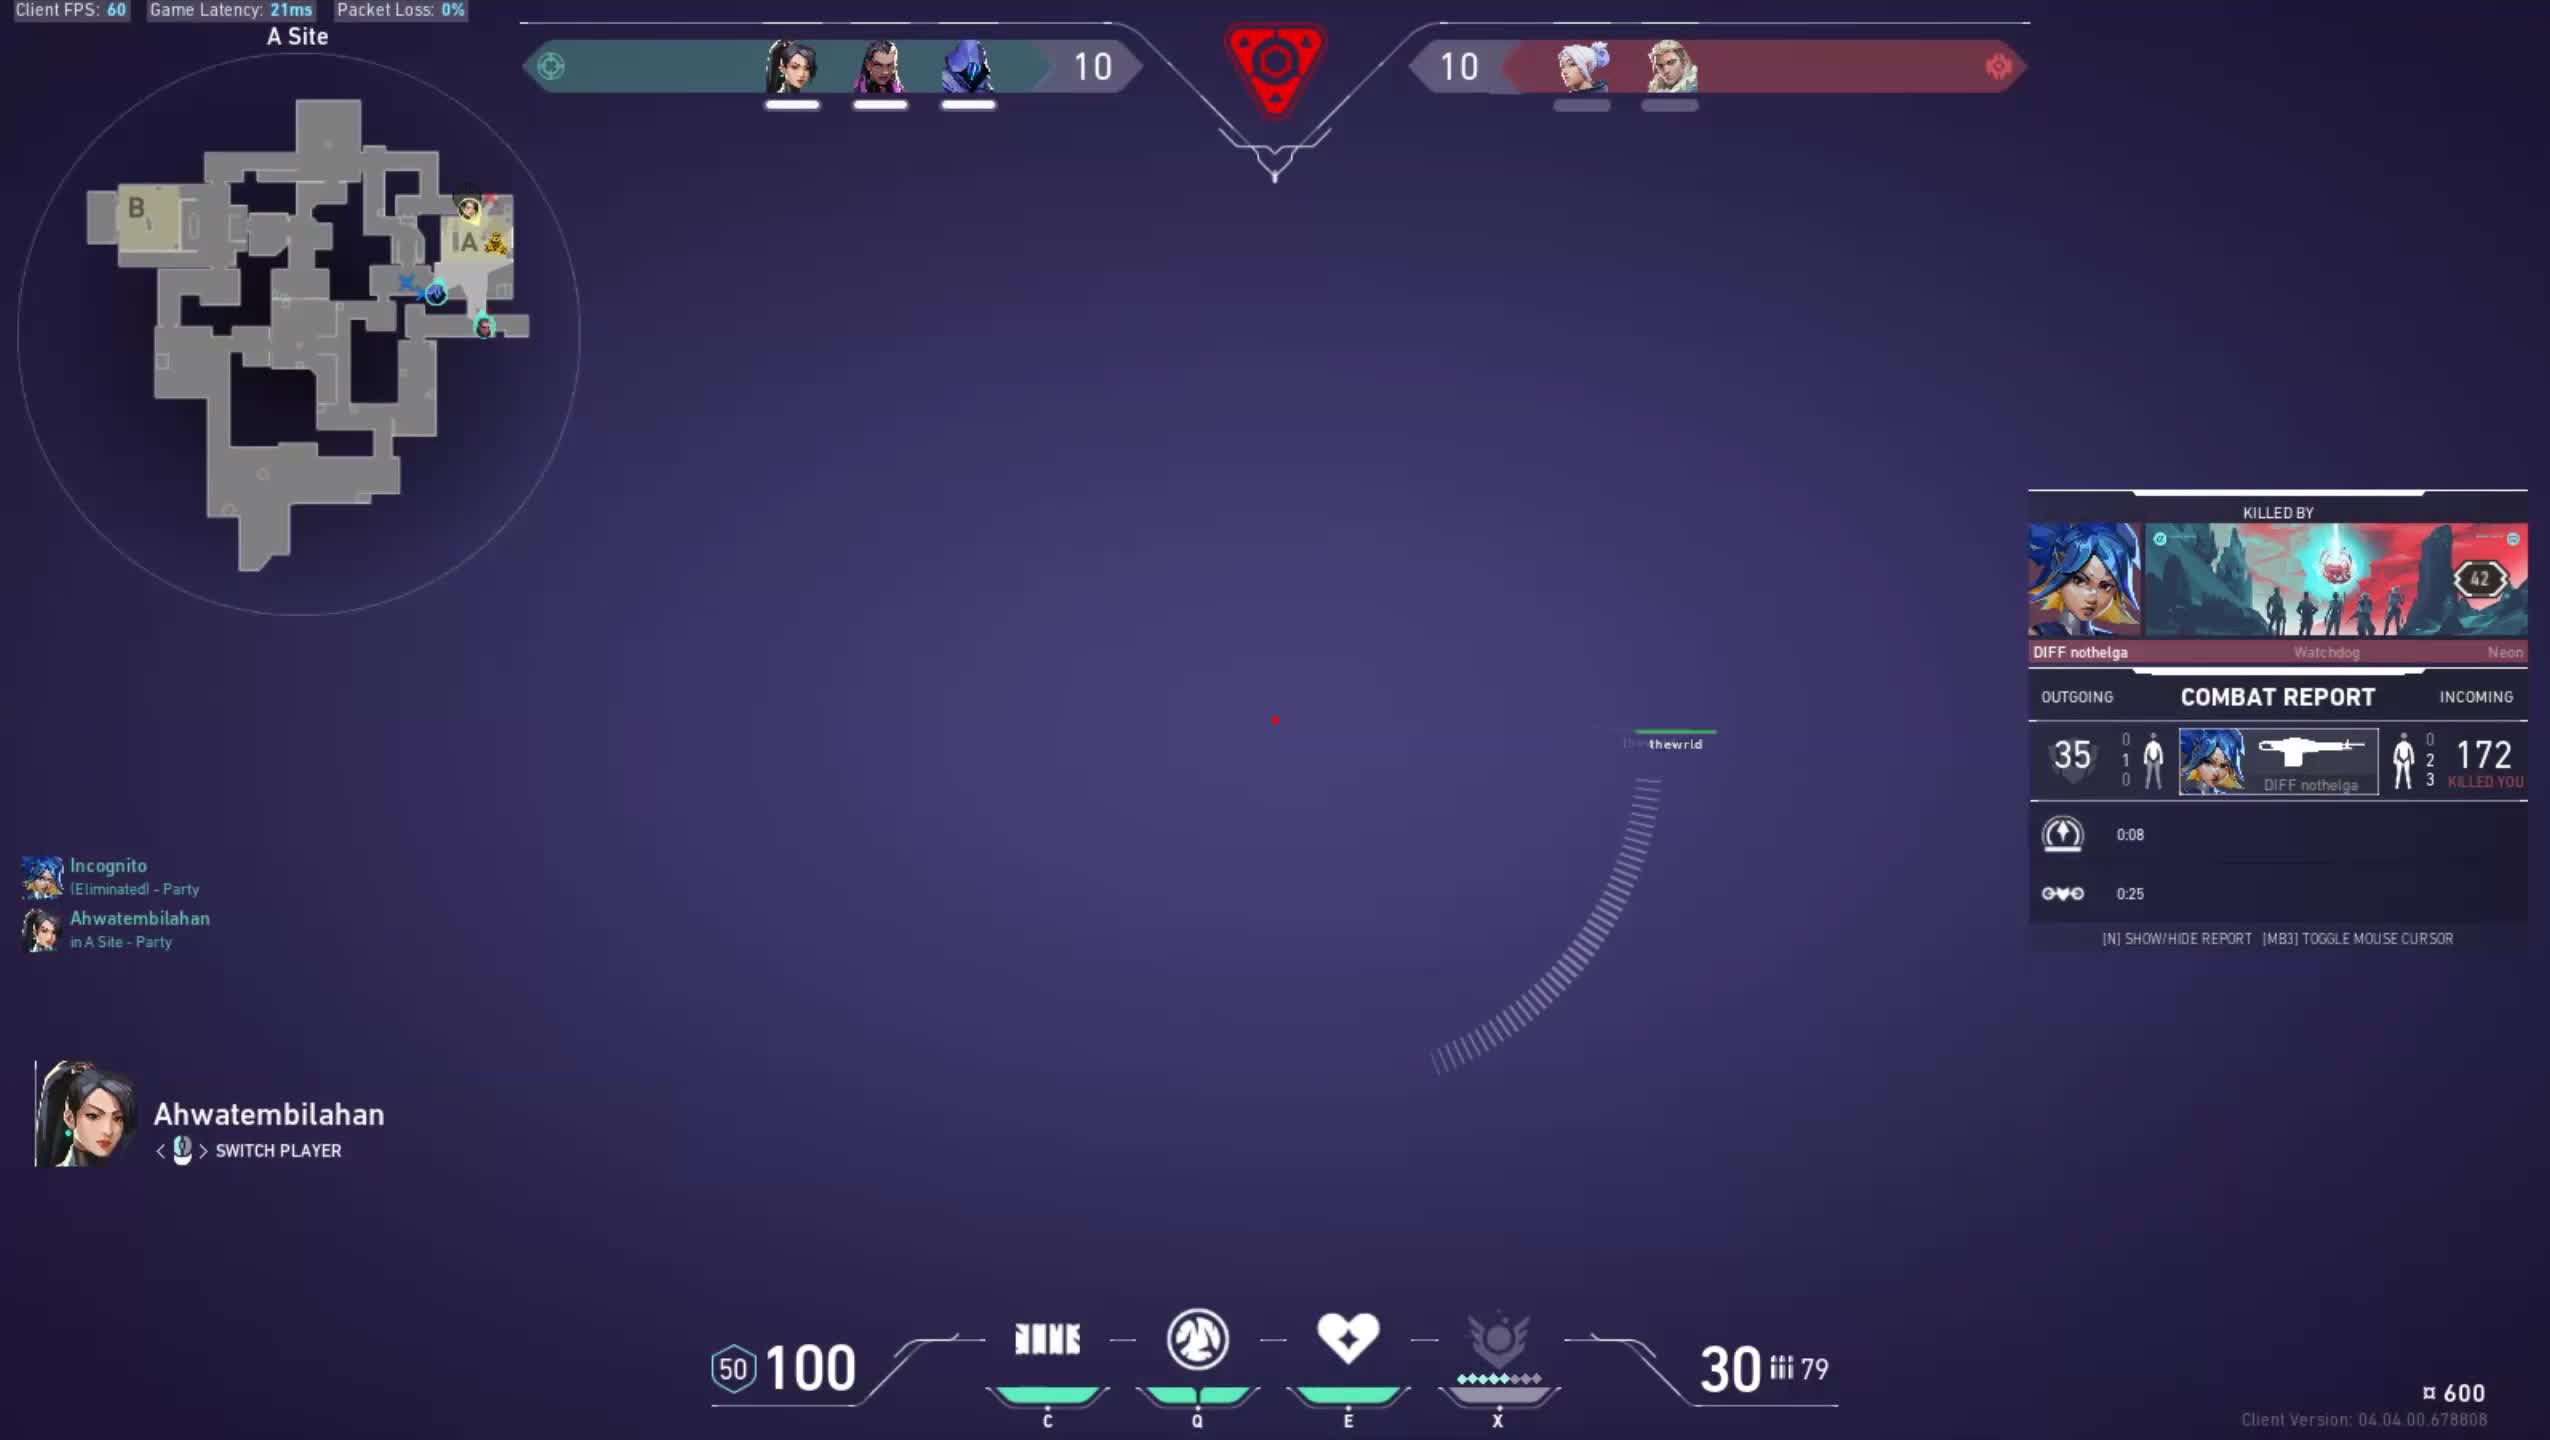 Client FPS: 60 Game Latency: 21ms Packet Loss: 0%
A Site
10
10
B
A
KILLED BY
42
DIFF nothelga Watchdog Neon
OUTGOING COMBAT REPORT INCOMING
35
0
1
0
DIFF nothelga
0
2
3
172
KILLED YOU
0:08
0:25
[N] SHOW/HIDE REPORT [MB3] TOGGLE MOUSE CURSOR
thewrld
Incognito
(Eliminated) - Party
Ahwatembilahan
in A Site - Party
Ahwatembilahan
< > SWITCH PLAYER
50 100
C Q E X
30 79
¤ 600
Client Version: 04.04.00.678808